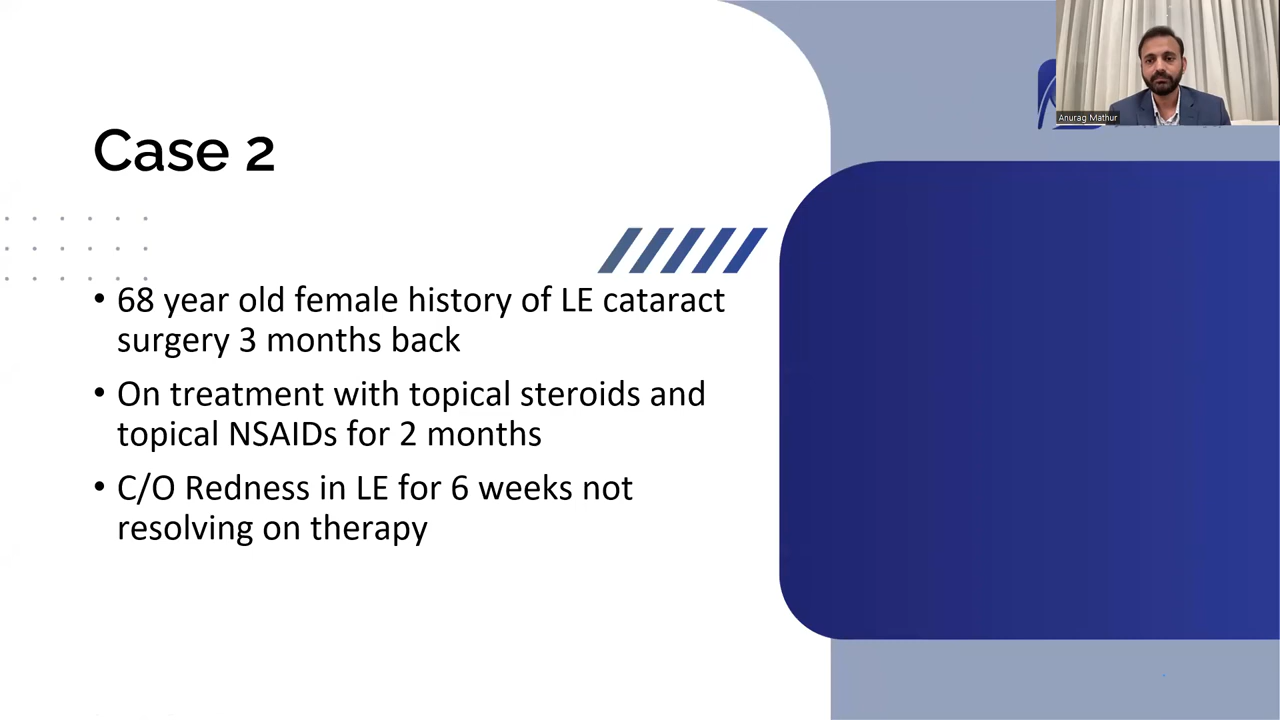 Case 2
• 68 year old female history of LE cataract
surgery 3 months back
• On treatment with topical steroids and
topical NSAIDs for 2 months
• C/O Redness in LE for 6 weeks not
resolving on therapy
Anurag Mathur